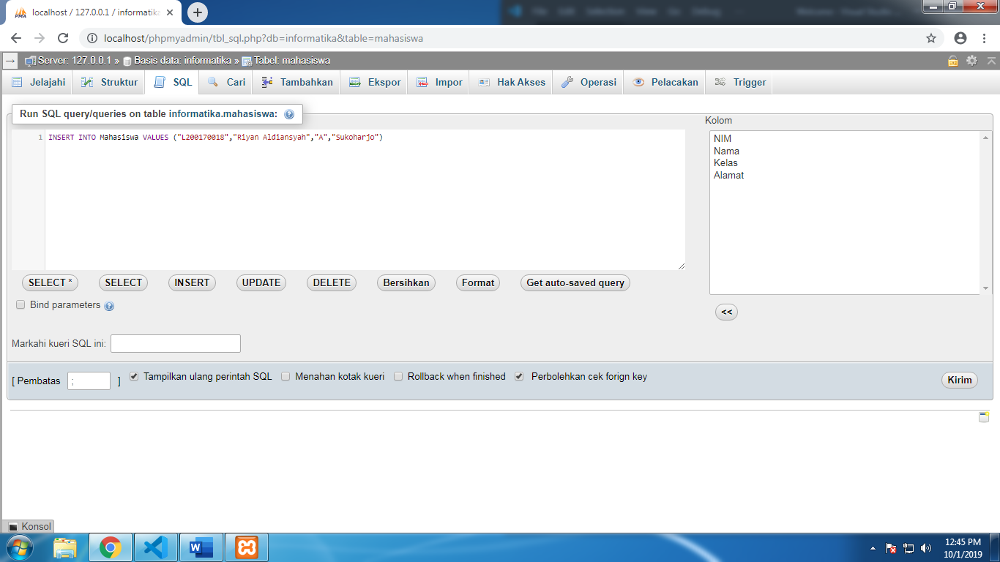 localhost / 127.0.0.1 / informatika
localhost/phpmyadmin/tbl_sql.php?db=informatika&table=mahasiswa
Server: 127.0.0.1 » Basis data: informatika » Tabel: mahasiswa
Jelajahi Struktur SQL Cari Tambahkan Ekspor Impor Hak Akses Operasi Pelacakan Trigger
Run SQL query/queries on table informatika.mahasiswa:
Kolom
1 INSERT INTO Mahasiswa VALUES ("L200170018","Riyan Aldiansyah","A","Sukoharjo")
NIM
Nama
Kelas
Alamat
SELECT * SELECT INSERT UPDATE DELETE Bersihkan Format Get auto-saved query
Bind parameters
<<
Markahi kueri SQL ini:
[ Pembatas ; ] Tampilkan ulang perintah SQL Menahan kotak kueri Rollback when finished Perbolehkan cek forign key Kirim
Konsol
12:45 PM
10/1/2019